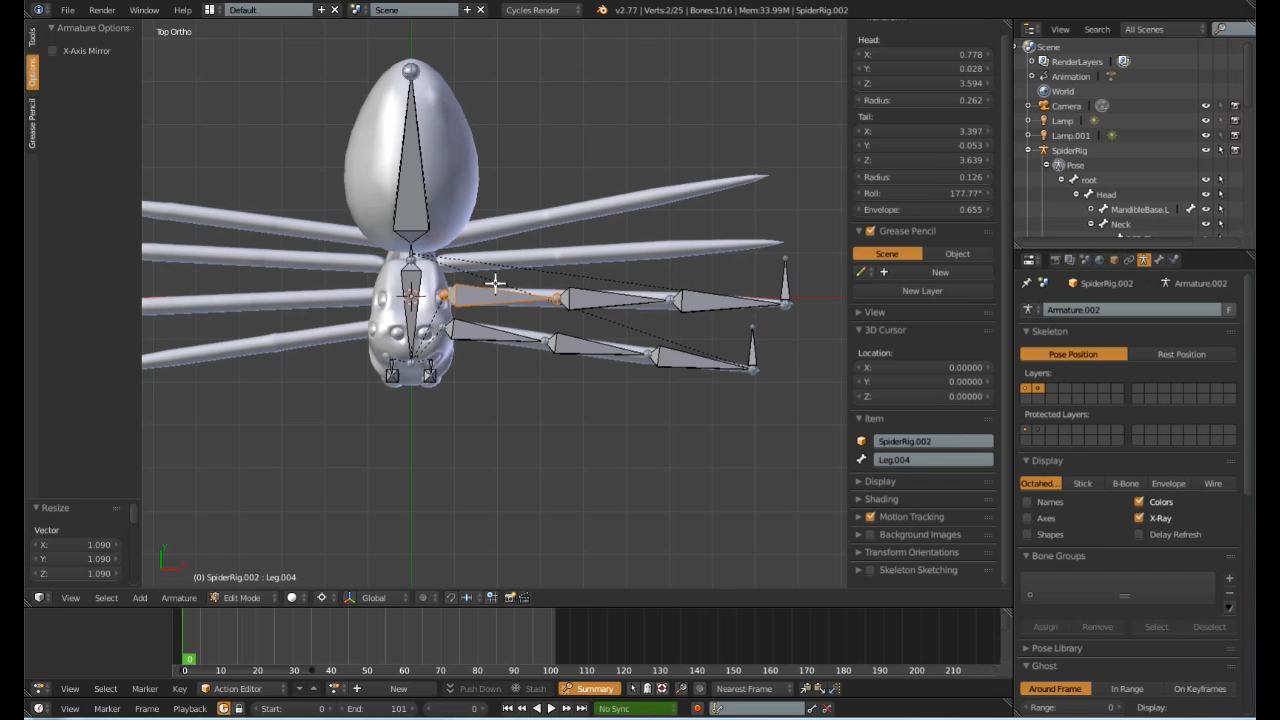 File Render Window Help Default Scene Cycles Render v2.77 | Verts:2/25 | Bones:1/16 | Mem:33.99M | SpiderRig.002
Top Ortho
Tools
Options
Grease Pencil
Armature Options
X-Axis Mirror
Resize
Vector
X: 1.090
Y: 1.090
Z: 1.090
(0) SpiderRig.002 : Leg.004
View Select Add Armature Edit Mode Global
Head:
X: 0.778
Y: 0.028
Z: 3.594
Radius: 0.262
Tail:
X: 3.397
Y: -0.053
Z: 3.639
Radius: 0.126
Roll: 177.77°
Envelope: 0.655
Grease Pencil
Scene Object
New
New Layer
View
3D Cursor
Location:
X: 0.00000
Y: 0.00000
Z: 0.00000
Item
SpiderRig.002
Leg.004
Display
Shading
Motion Tracking
Background Images
Transform Orientations
Skeleton Sketching
View Search All Scenes
Scene
RenderLayers
Animation
World
Camera
Lamp
Lamp.001
SpiderRig
Pose
root
Head
MandibleBase.L
Neck
SpiderRig.002 Armature.002
Armature.002 F
Skeleton
Pose Position Rest Position
Layers:
Protected Layers:
Display
Octahed... Stick B-Bone Envelope Wire
Names Colors
Axes X-Ray
Shapes Delay Refresh
Bone Groups
Assign Remove Select Deselect
Pose Library
Ghost
Around Frame In Range On Keyframes
Range: 0 Display:
0
0 10 20 30 40 50 60 70 80 90 100 110 120 130 140 150 160 170 180 190 200 210
View Select Marker Key Action Editor New Push Down Stash Summary Nearest Frame
View Marker Frame Playback Start: 0 End: 101 0 No Sync